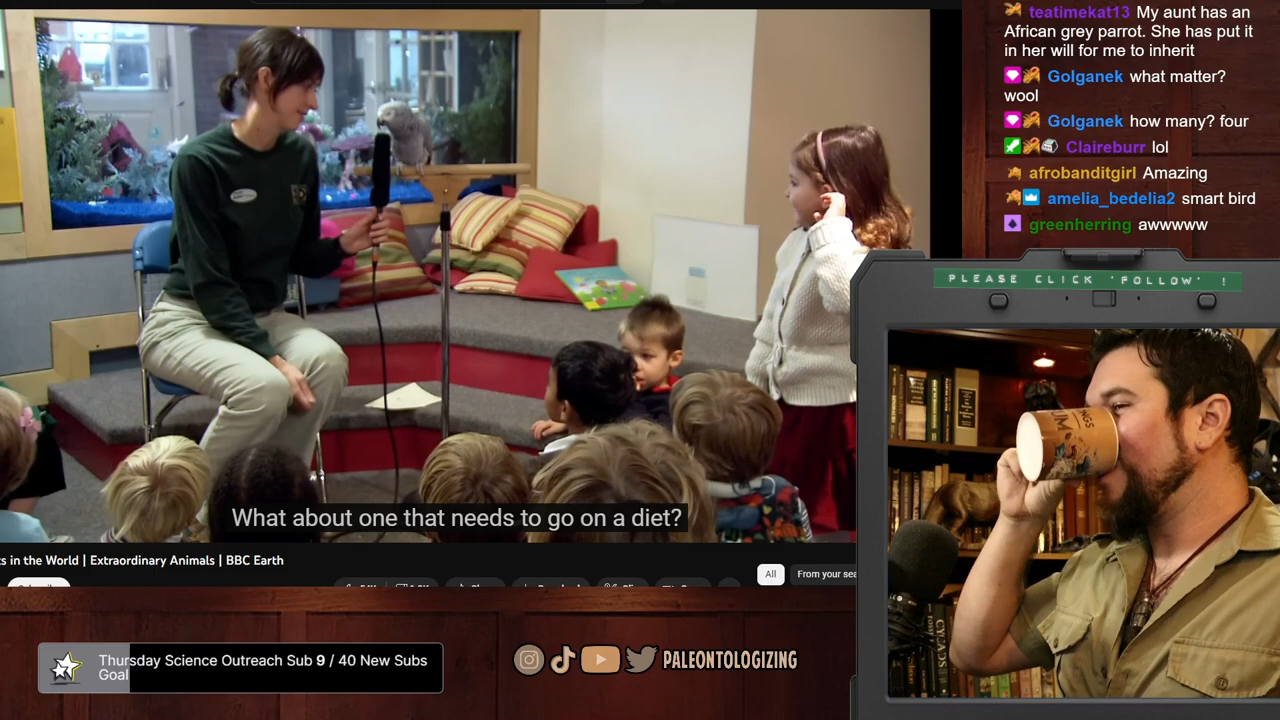 teatimekat13 My aunt has an
African grey parrot. She has put it
in her will for me to inherit
Golganek what matter?
wool
Golganek how many? four
Claireburr lol
afrobanditgirl Amazing
amelia_bedelia2 smart bird
greenherring awwwww
PLEASE CLICK 'FOLLOW' !
What about one that needs to go on a diet?
s in the World | Extraordinary Animals | BBC Earth
All
From your sea
Thursday Science Outreach Sub 9 / 40 New Subs
Goal
PALEONTOLOGIZING